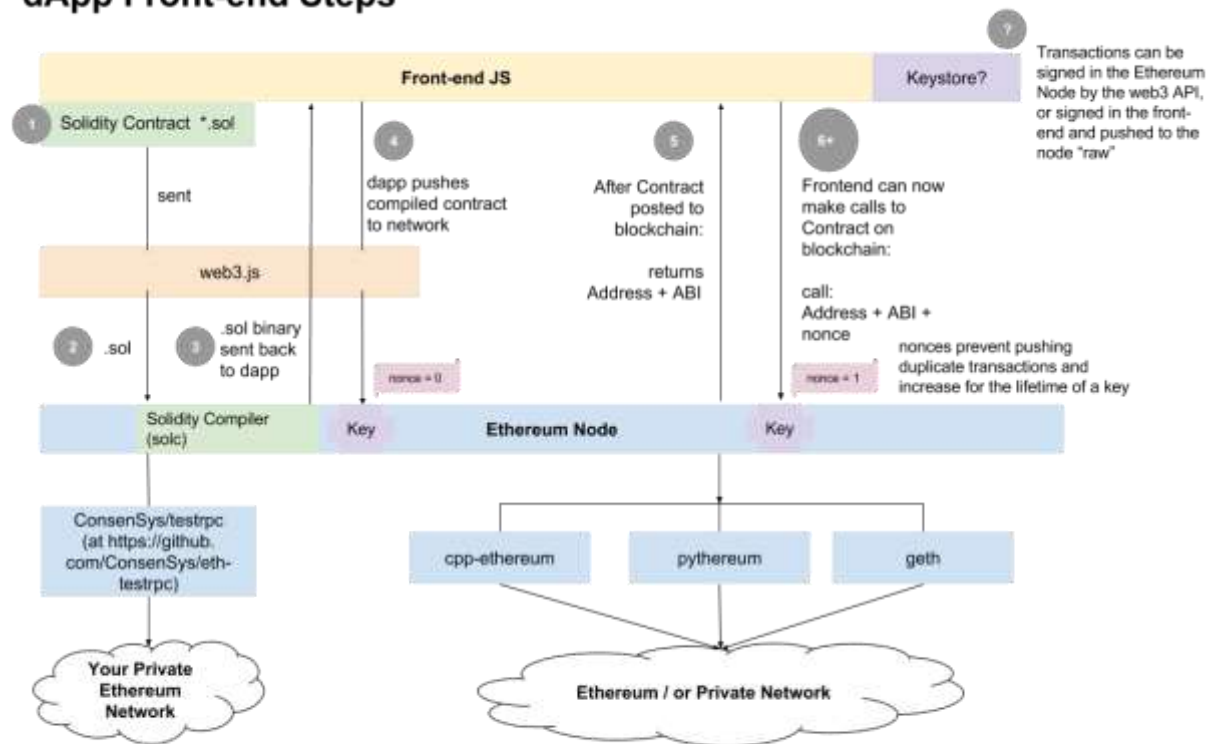 dApp Front-end Steps
?
Transactions can be
signed in the Ethereum
Node by the web3 API,
or signed in the front-
end and pushed to the
node "raw"
Front-end JS
Keystore?
1
Solidity Contract *.sol
4
5
6+
sent
dapp pushes
compiled contract
to network
After Contract
posted to
blockchain:
returns
Address + ABI
Frontend can now
make calls to
Contract on
blockchain:
call:
Address + ABI +
nonce
web3.js
2
.sol
3
.sol binary
sent back
to dapp
nonce = 0
nonce = 1
nonces prevent pushing
duplicate transactions and
increase for the lifetime of a key
Solidity Compiler
(solc)
Key
Ethereum Node
Key
ConsenSys/testrpc
(at https://github.
com/ConsenSys/eth-
testrpc)
cpp-ethereum
pythereum
geth
Your Private
Ethereum
Network
Ethereum / or Private Network